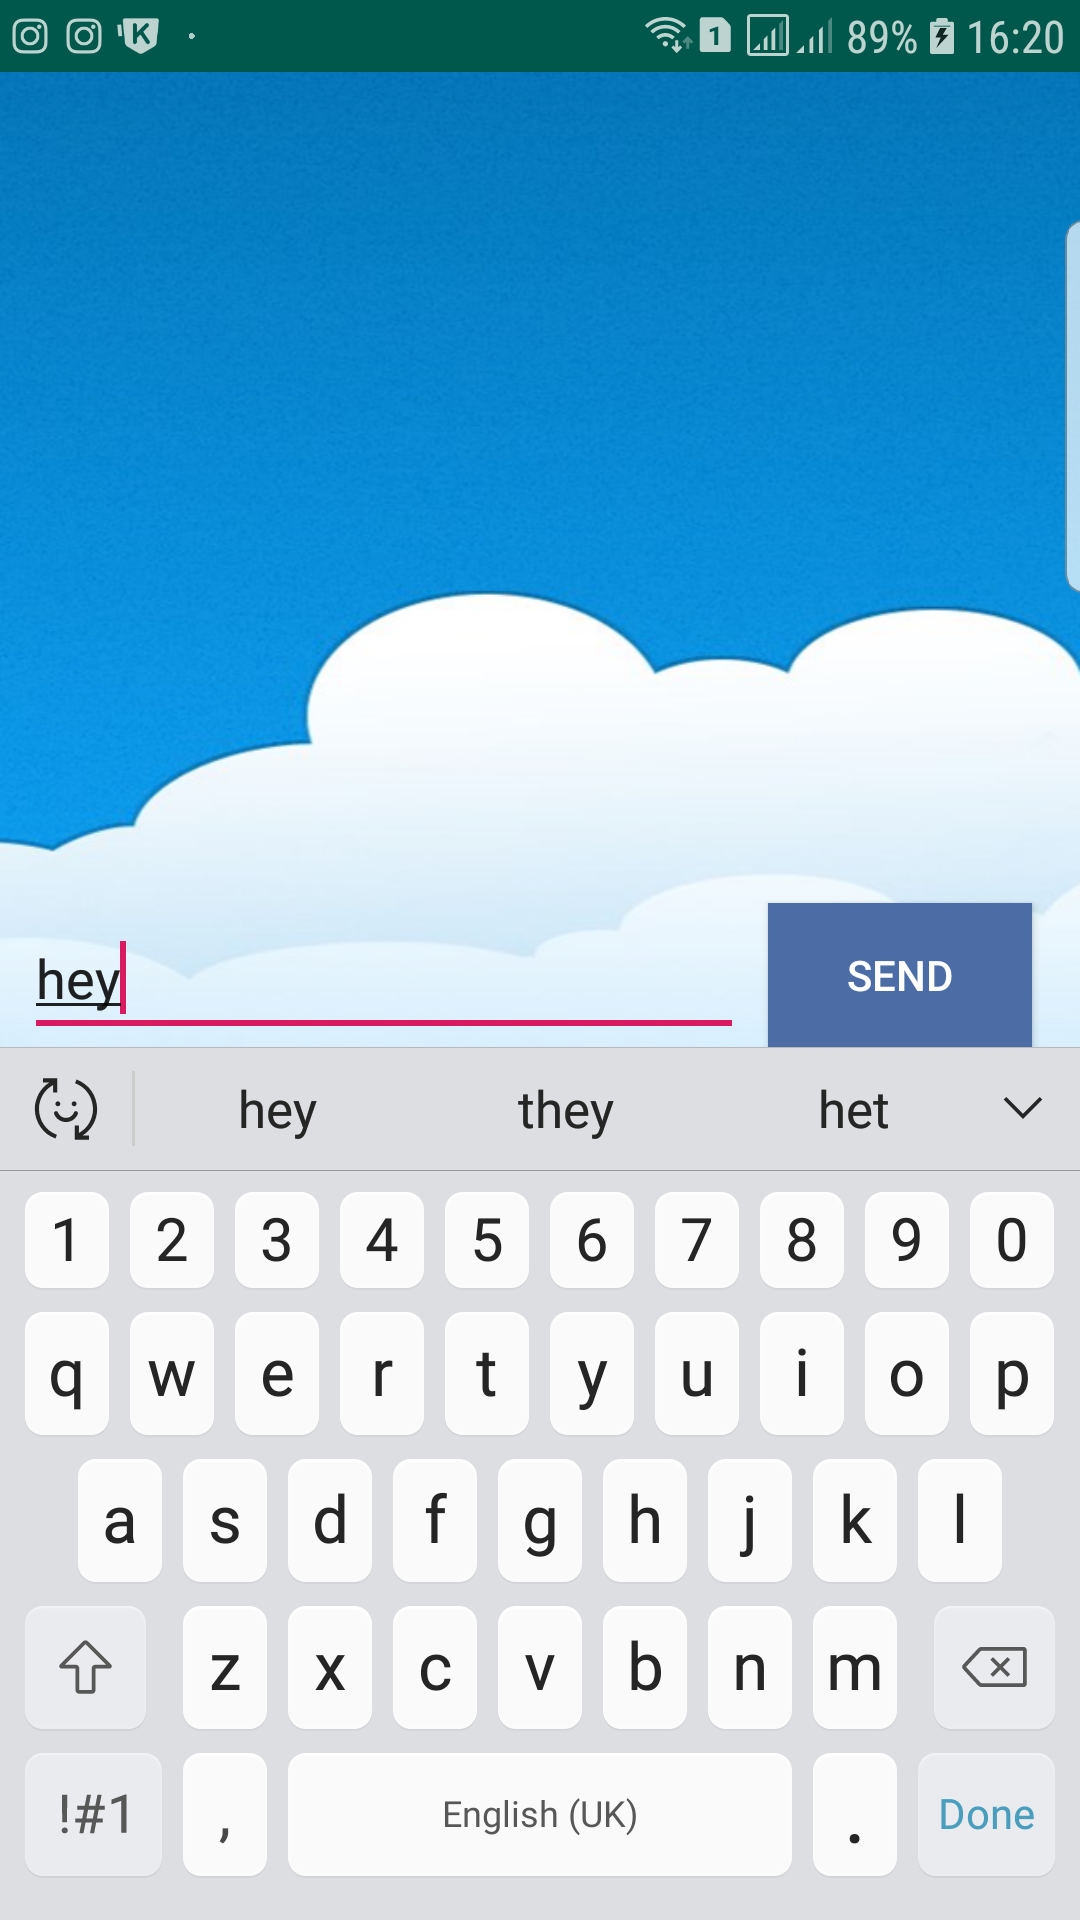 K 1 89% 16:20
hey
SEND
hey they het
1 2 3 4 5 6 7 8 9 0
q w e r t y u i o p
a s d f g h j k l
z x c v b n m
!#1 , English (UK) . Done